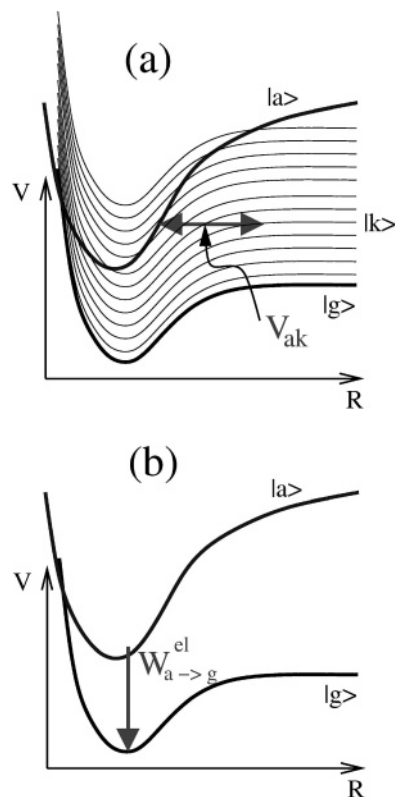 (a)
|a>
V
|k>
|g>
V_ak
R
(b)
|a>
V
W^el_a->g
|g>
R